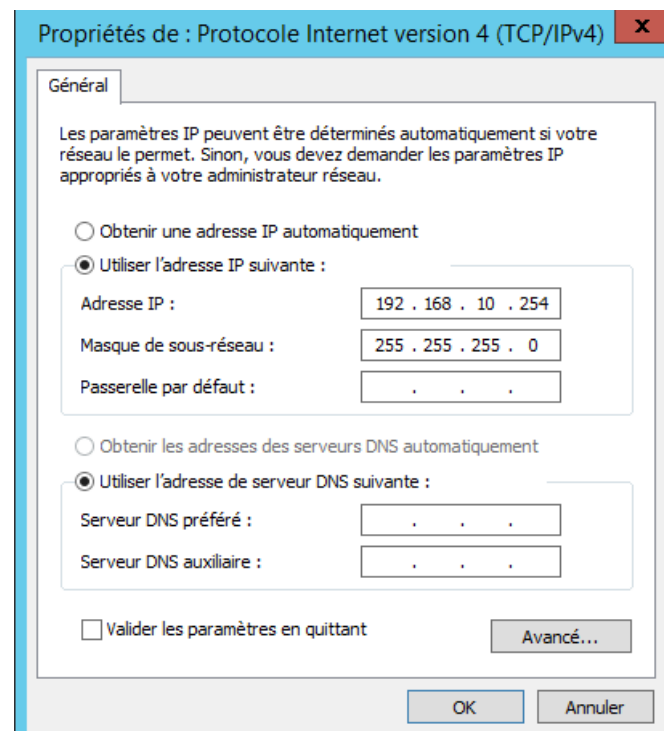 Propriétés de : Protocole Internet version 4 (TCP/IPv4)
x
Général
Les paramètres IP peuvent être déterminés automatiquement si votre
réseau le permet. Sinon, vous devez demander les paramètres IP
appropriés à votre administrateur réseau.
Obtenir une adresse IP automatiquement
Utiliser l'adresse IP suivante :
Adresse IP : 192 . 168 . 10 . 254
Masque de sous-réseau : 255 . 255 . 255 . 0
Passerelle par défaut : . . .
Obtenir les adresses des serveurs DNS automatiquement
Utiliser l'adresse de serveur DNS suivante :
Serveur DNS préféré : . . .
Serveur DNS auxiliaire : . . .
Valider les paramètres en quittant
Avancé...
OK Annuler